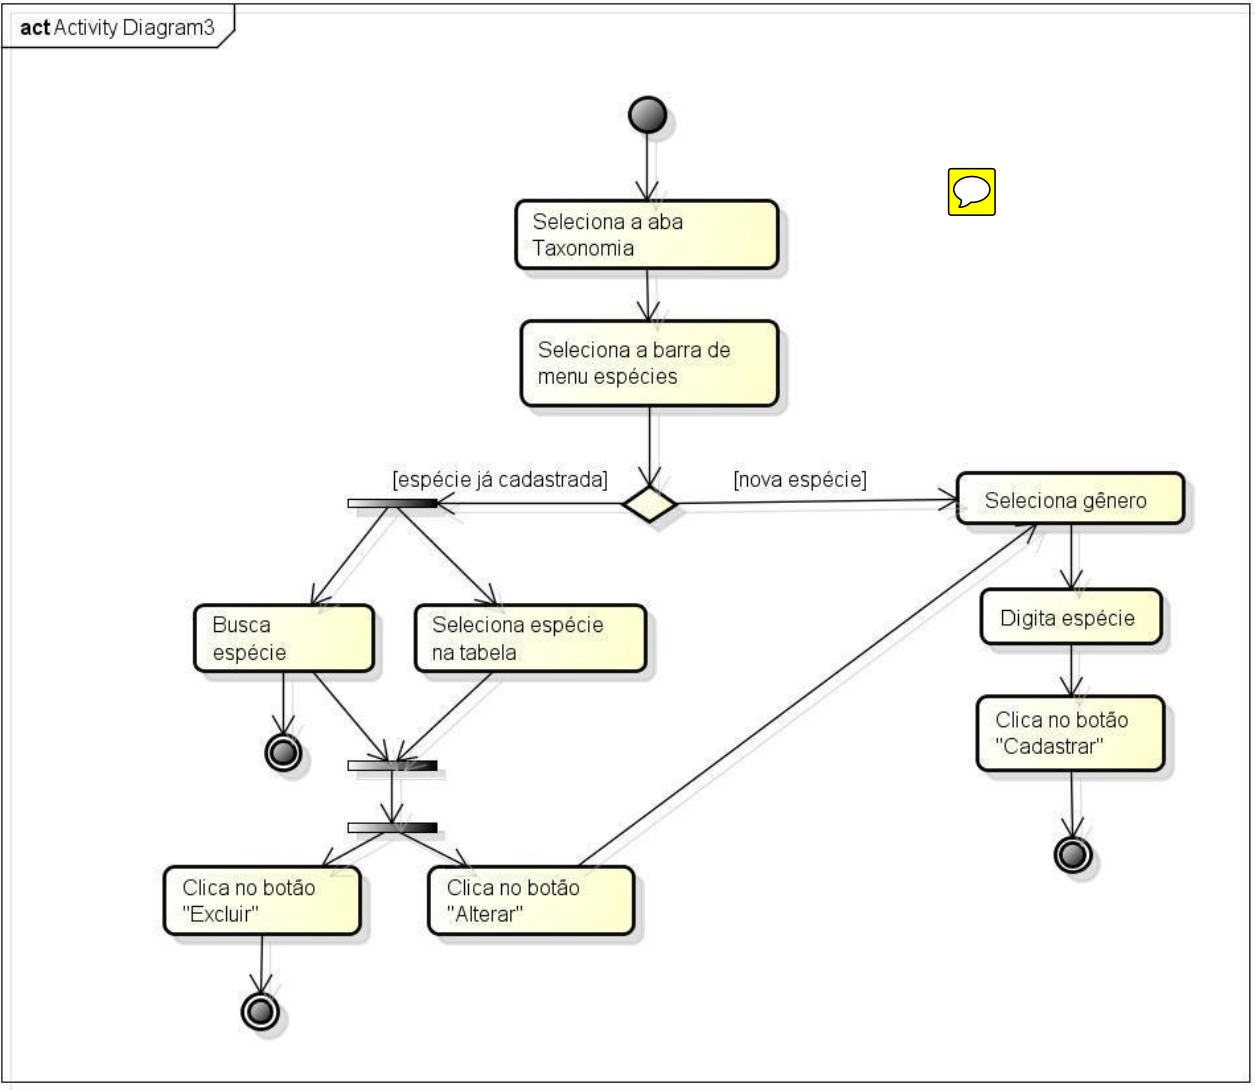 act Activity Diagram3
Seleciona a aba
Taxonomia
Seleciona a barra de
menu espécies
[espécie já cadastrada]
[nova espécie]
Seleciona gênero
Busca
espécie
Seleciona espécie
na tabela
Digita espécie
Clica no botão
"Cadastrar"
Clica no botão
"Excluir"
Clica no botão
"Alterar"